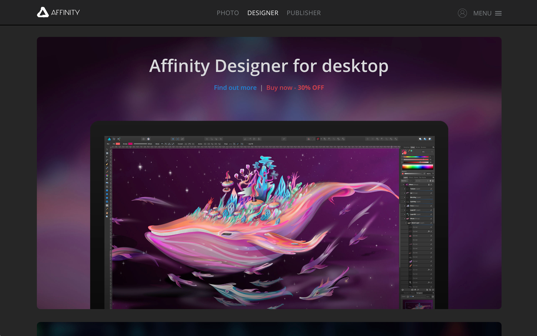 AFFINITY
PHOTO DESIGNER PUBLISHER
MENU
Affinity Designer for desktop
Find out more | Buy now - 30% OFF